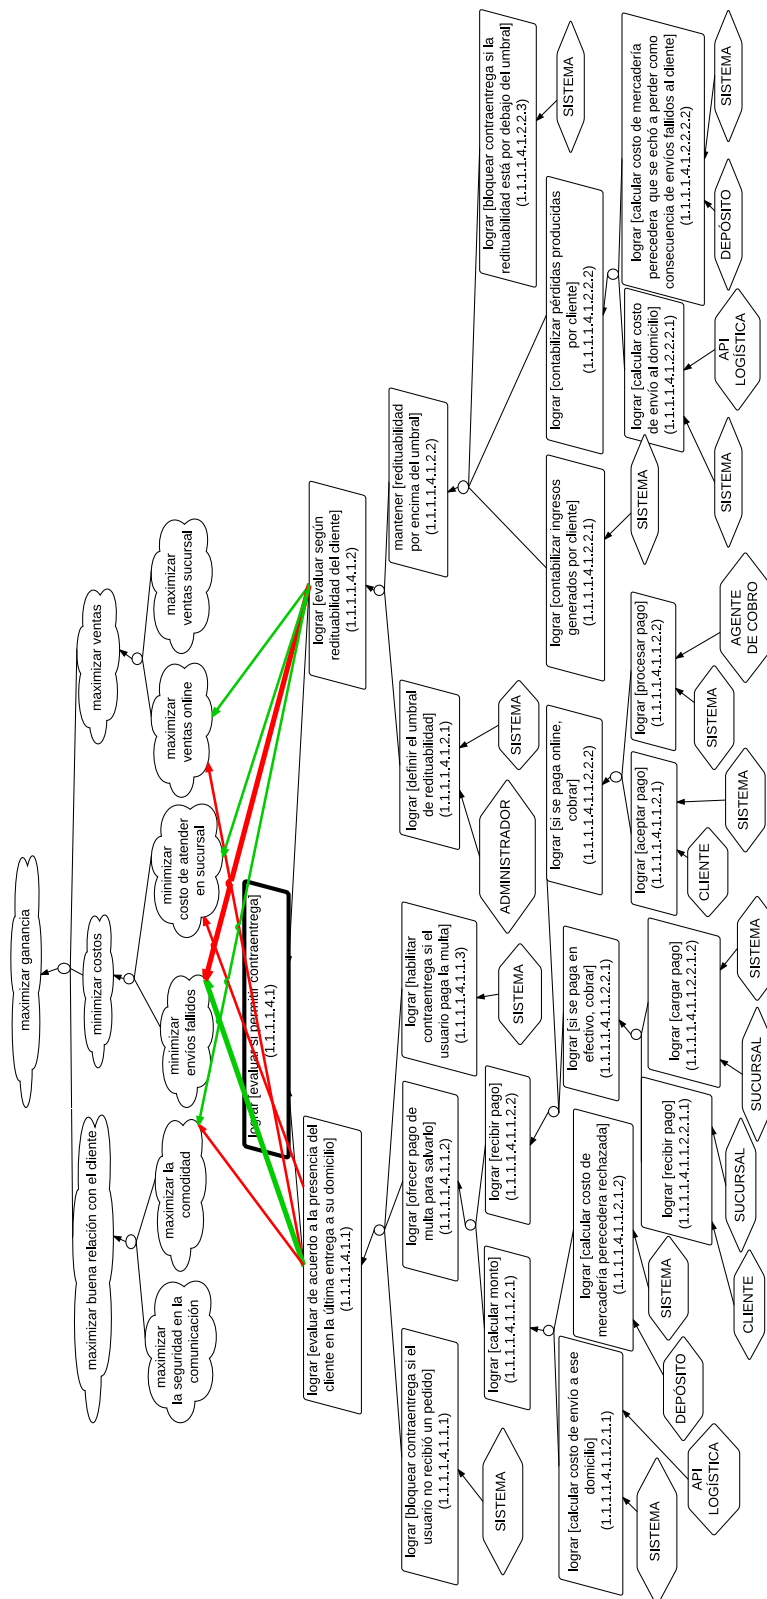 maximizar ganancia
maximizar buena relación con el cliente
minimizar costos
maximizar ventas
maximizar
la seguridad en la
comunicación
maximizar la
comodidad
minimizar
envíos fallidos
minimizar
costo de atender
en sucursal
maximizar
ventas online
maximizar
ventas sucursal
lograr [evaluar si permitir contraentrega]
(1.1.1.1.4.1)
lograr [evaluar de acuerdo a la presencia del
cliente en la última entrega a su domicilio]
(1.1.1.1.4.1.1)
lograr [evaluar según
redituabilidad del cliente]
(1.1.1.1.4.1.2)
lograr [bloquear contraentrega si el
usuario no recibió un pedido]
(1.1.1.1.4.1.1.1)
SISTEMA
lograr [ofrecer pago de
multa para salvarlo]
(1.1.1.1.4.1.1.2)
lograr [habilitar
contraentrega si el
usuario paga la multa]
(1.1.1.1.4.1.1.3)
SISTEMA
lograr [definir el umbral
de redituabilidad]
(1.1.1.1.4.1.2.1)
ADMINISTRADOR
SISTEMA
mantener [redituabilidad
por encima del umbral]
(1.1.1.1.4.1.2.2)
lograr [calcular monto]
(1.1.1.1.4.1.1.2.1)
lograr [recibir pago]
(1.1.1.1.4.1.1.2.2)
lograr [contabilizar ingresos
generados por cliente]
(1.1.1.1.4.1.2.2.1)
SISTEMA
lograr [contabilizar pérdidas producidas
por cliente]
(1.1.1.1.4.1.2.2.2)
lograr [bloquear contraentrega si la
redituabilidad está por debajo del umbral]
(1.1.1.1.4.1.2.2.3)
SISTEMA
lograr [calcular costo de envío a ese
domicilio]
(1.1.1.1.4.1.1.2.1.1)
SISTEMA
API
LOGÍSTICA
lograr [calcular costo de
mercadería perecedera rechazada]
(1.1.1.1.4.1.1.2.1.2)
DEPÓSITO
SISTEMA
lograr [si se paga en
efectivo, cobrar]
(1.1.1.1.4.1.1.2.2.1)
lograr [si se paga online,
cobrar]
(1.1.1.1.4.1.1.2.2.2)
lograr [recibir pago]
(1.1.1.1.4.1.1.2.2.1.1)
CLIENTE
SUCURSAL
lograr [cargar pago]
(1.1.1.1.4.1.1.2.2.1.2)
SUCURSAL
SISTEMA
lograr [aceptar pago]
(1.1.1.1.4.1.1.2.1)
CLIENTE
SISTEMA
lograr [procesar pago]
(1.1.1.1.4.1.1.2.2)
SISTEMA
AGENTE
DE COBRO
lograr [calcular costo
de envío al domicilio]
(1.1.1.1.4.1.2.2.2.1)
SISTEMA
API
LOGÍSTICA
lograr [calcular costo de mercadería
perecedera que se echó a perder como
consecuencia de envíos fallidos al cliente]
(1.1.1.1.4.1.2.2.2.2)
DEPÓSITO
SISTEMA